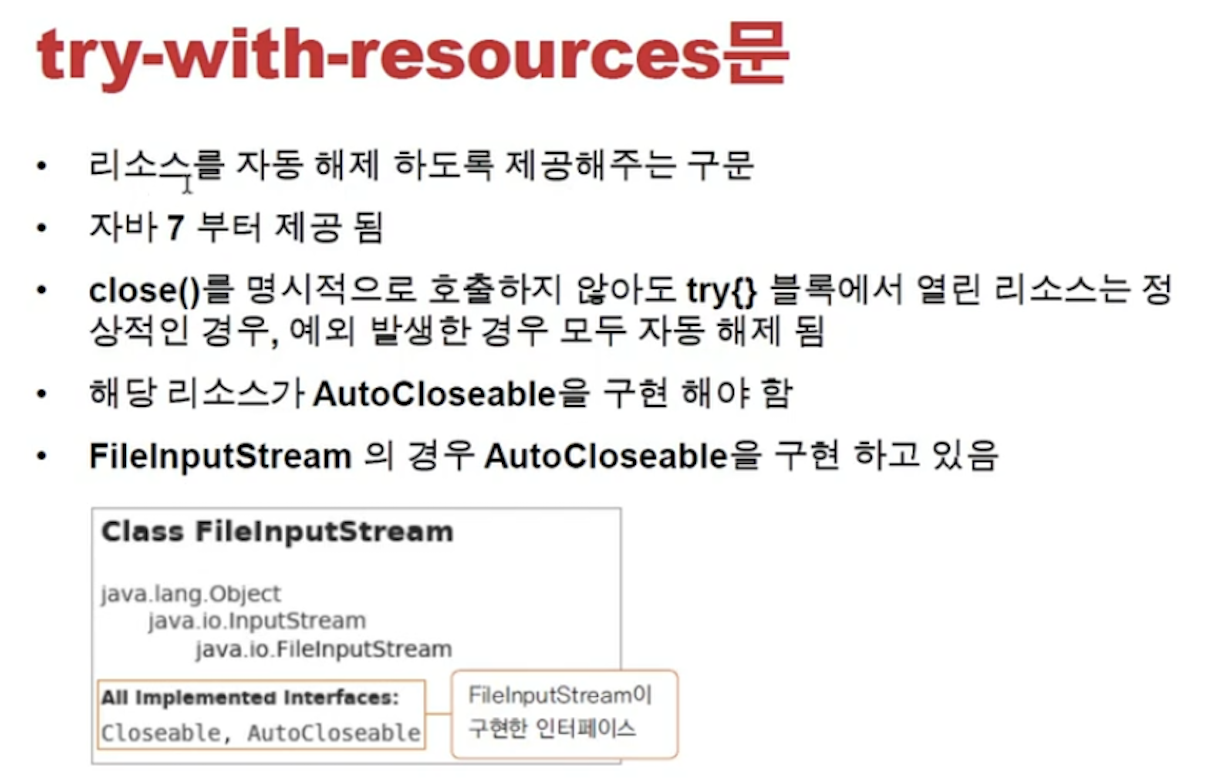 try-with-resources문
• 리소스를 자동 해제 하도록 제공해주는 구문
• 자바 7 부터 제공 됨
• close()를 명시적으로 호출하지 않아도 try{} 블록에서 열린 리소스는 정
상적인 경우, 예외 발생한 경우 모두 자동 해제 됨
• 해당 리소스가 AutoCloseable을 구현 해야 함
• FileInputStream 의 경우 AutoCloseable을 구현 하고 있음
Class FileInputStream
java.lang.Object
java.io.InputStream
java.io.FileInputStream
All Implemented Interfaces:
Closeable, AutoCloseable
FileInputStream이
구현한 인터페이스